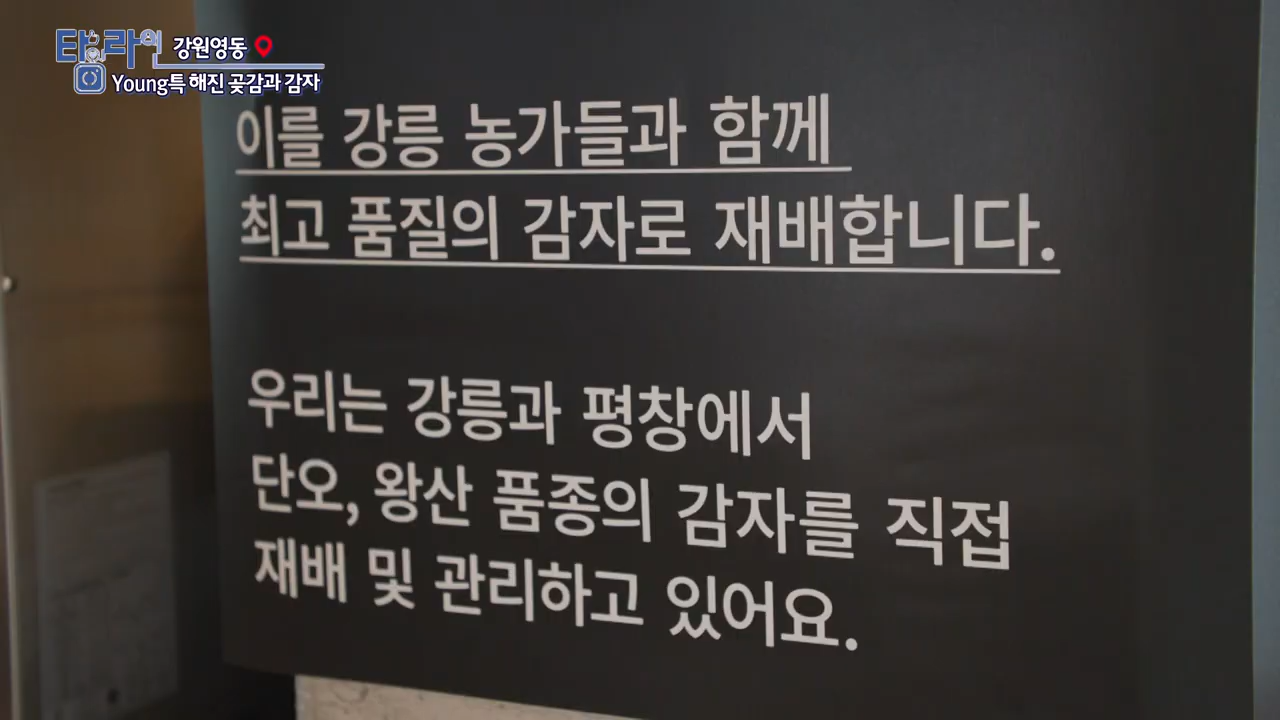 강원영동
Young특해진 곶감과 감자
이를 강릉 농가들과 함께
최고 품질의 감자로 재배합니다.
우리는 강릉과 평창에서
단오, 왕산 품종의 감자를 직접
재배 및 관리하고 있어요.